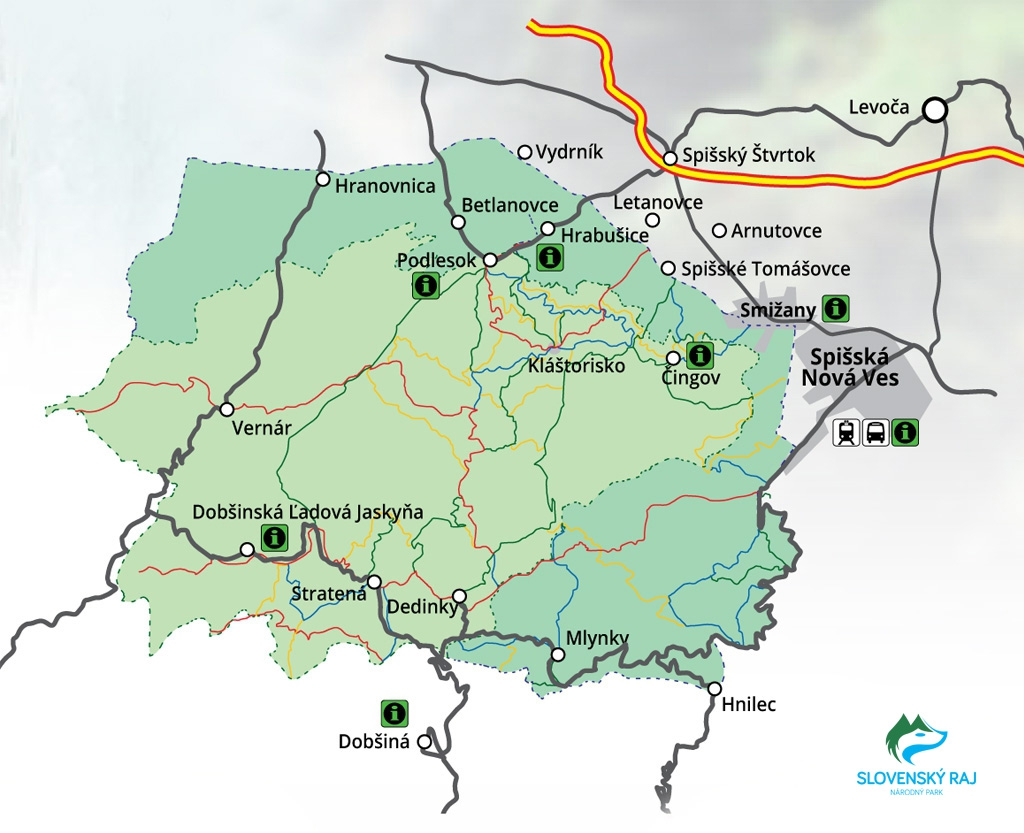 Levoča
Vydrník
Spišský Štvrtok
Hranovnica
Betlanovce
Letanovce
Hrabušice
Arnutovce
Podlesok
Spišské Tomášovce
Smižany
Kláštorisko
Čingov
Spišská
Nová Ves
Vernár
Dobšinská Ľadová Jaskyňa
Stratená
Dedinky
Mlynky
Hnilec
Dobšiná
SLOVENSKÝ RAJ
NÁRODNÝ PARK